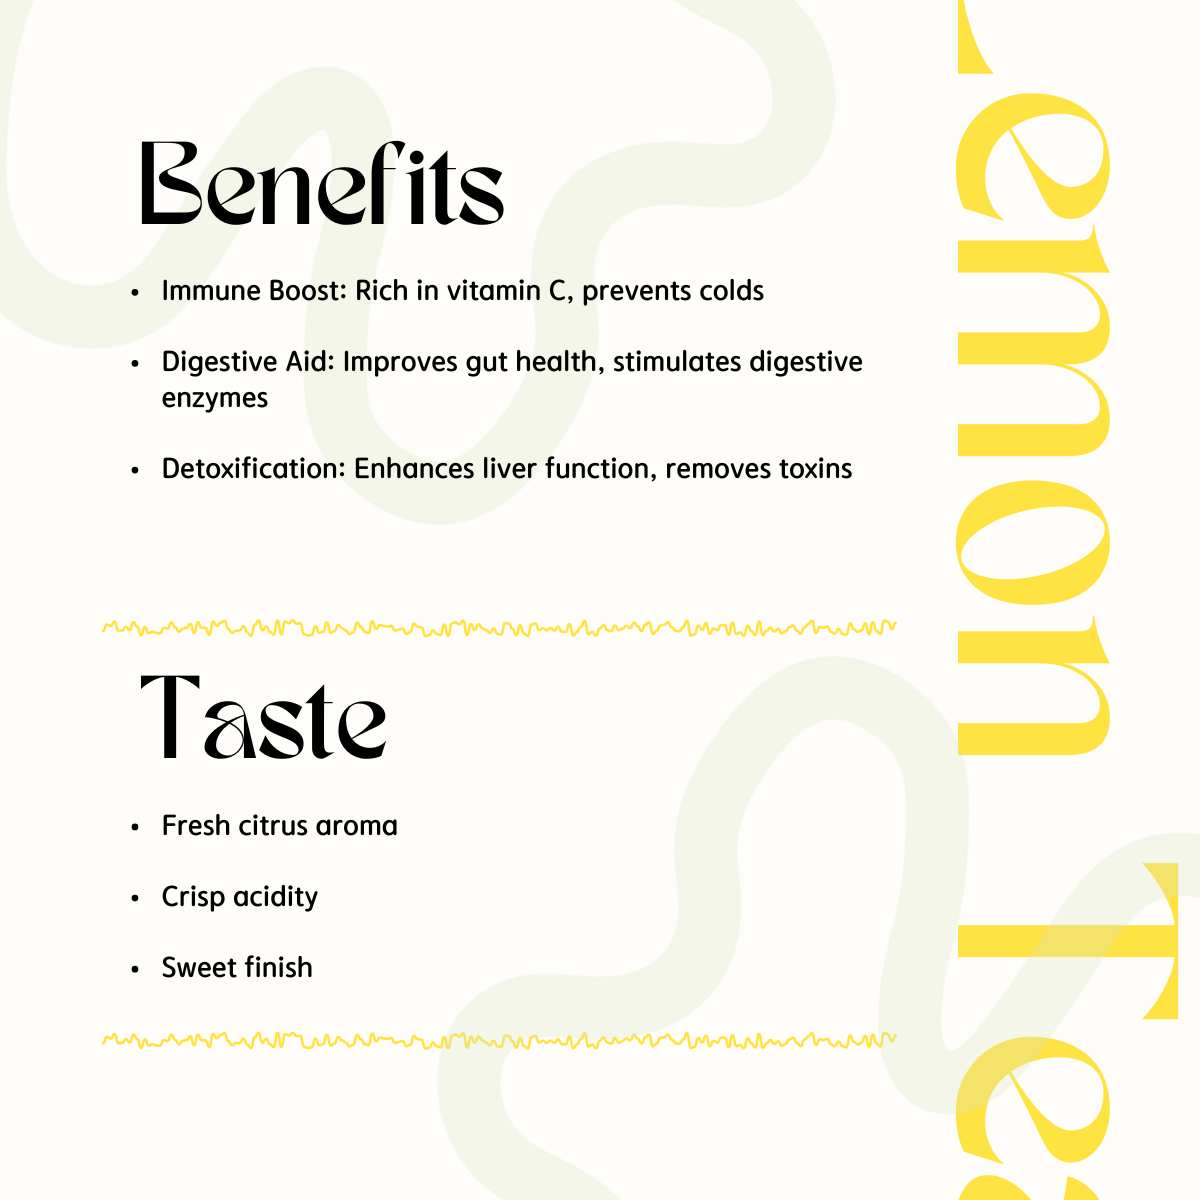 Benefits
• Immune Boost: Rich in vitamin C, prevents colds
• Digestive Aid: Improves gut health, stimulates digestive
enzymes
• Detoxification: Enhances liver function, removes toxins
Taste
• Fresh citrus aroma
• Crisp acidity
• Sweet finish
Lemon Tea